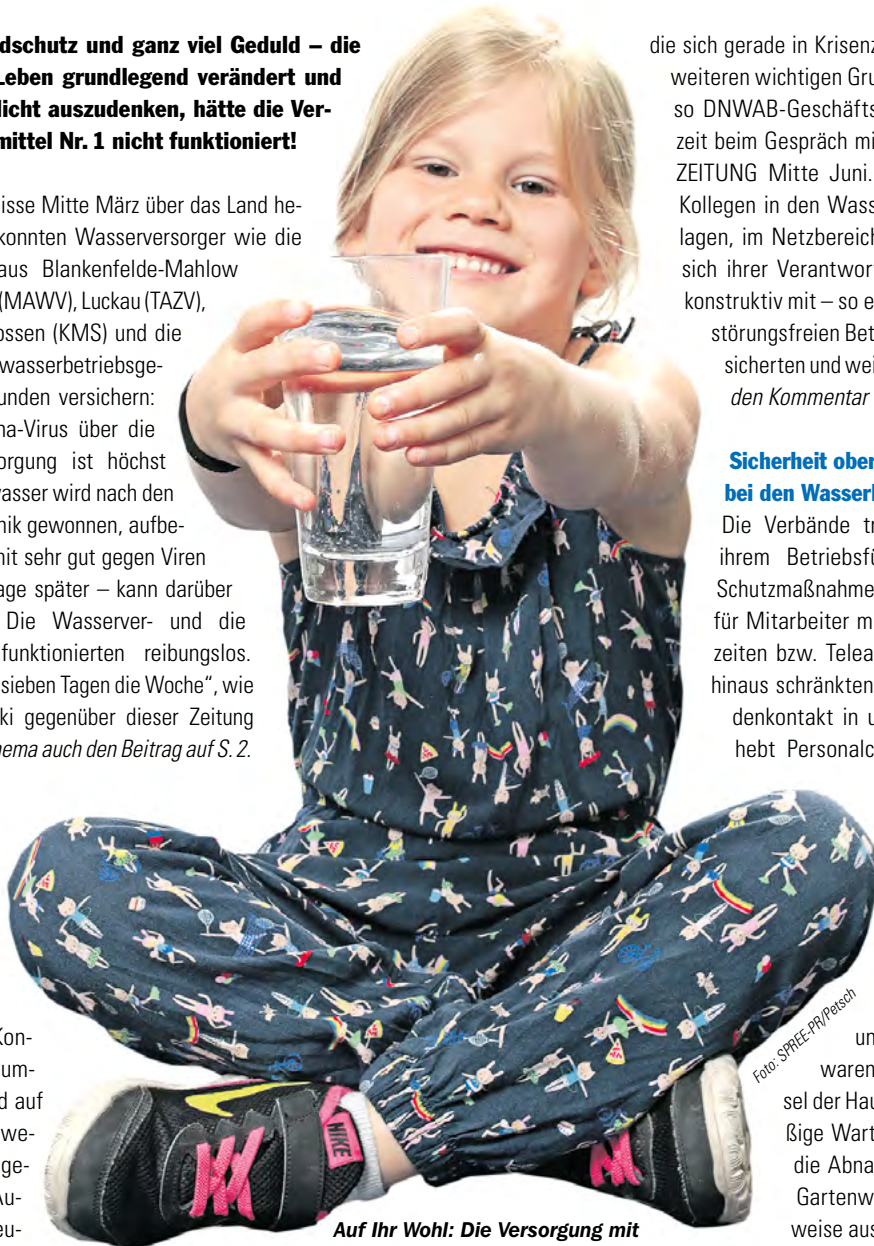 dschutz und ganz viel Geduld – die
Leben grundlegend verändert und
licht auszudenken, hätte die Ver-
mittel Nr. 1 nicht funktioniert!
isse Mitte März über das Land he-
konnten Wasserversorger wie die
aus Blankenfelde-Mahlow
(MAWV), Luckau (TAZV),
ossen (KMS) und die
wasserbetriebsge-
unden versichern:
na-Virus über die
orgung ist höchst
wasser wird nach den
nik gewonnen, aufbe-
mit sehr gut gegen Viren
age später – kann darüber
Die Wasserver- und die
funktionierten reibungslos.
sieben Tagen die Woche“, wie
ki gegenüber dieser Zeitung
hema auch den Beitrag auf S. 2.
Kon-
um-
d auf
we-
ge-
Au-
eu-
die sich gerade in Krisenz
weiteren wichtigen Gru
so DNWAB-Geschäfts
zeit beim Gespräch mi
ZEITUNG Mitte Juni.
Kollegen in den Wass
lagen, im Netzbereich
sich ihrer Verantwor
konstruktiv mit – so e
störungsfreien Bet
sicherten und wei
den Kommentar
Sicherheit ober
bei den Wasserl
Die Verbände tr
ihrem Betriebsfü
Schutzmaßnahme
für Mitarbeiter m
zeiten bzw. Telea
hinaus schränkten
denkontakt in u
hebt Personalc
un
waren
sel der Hau
ßige Wart
die Abna
Gartenw
weise aus
Foto: SPREE-PR/Petsch
NIKE
Auf Ihr Wohl: Die Versorgung mit